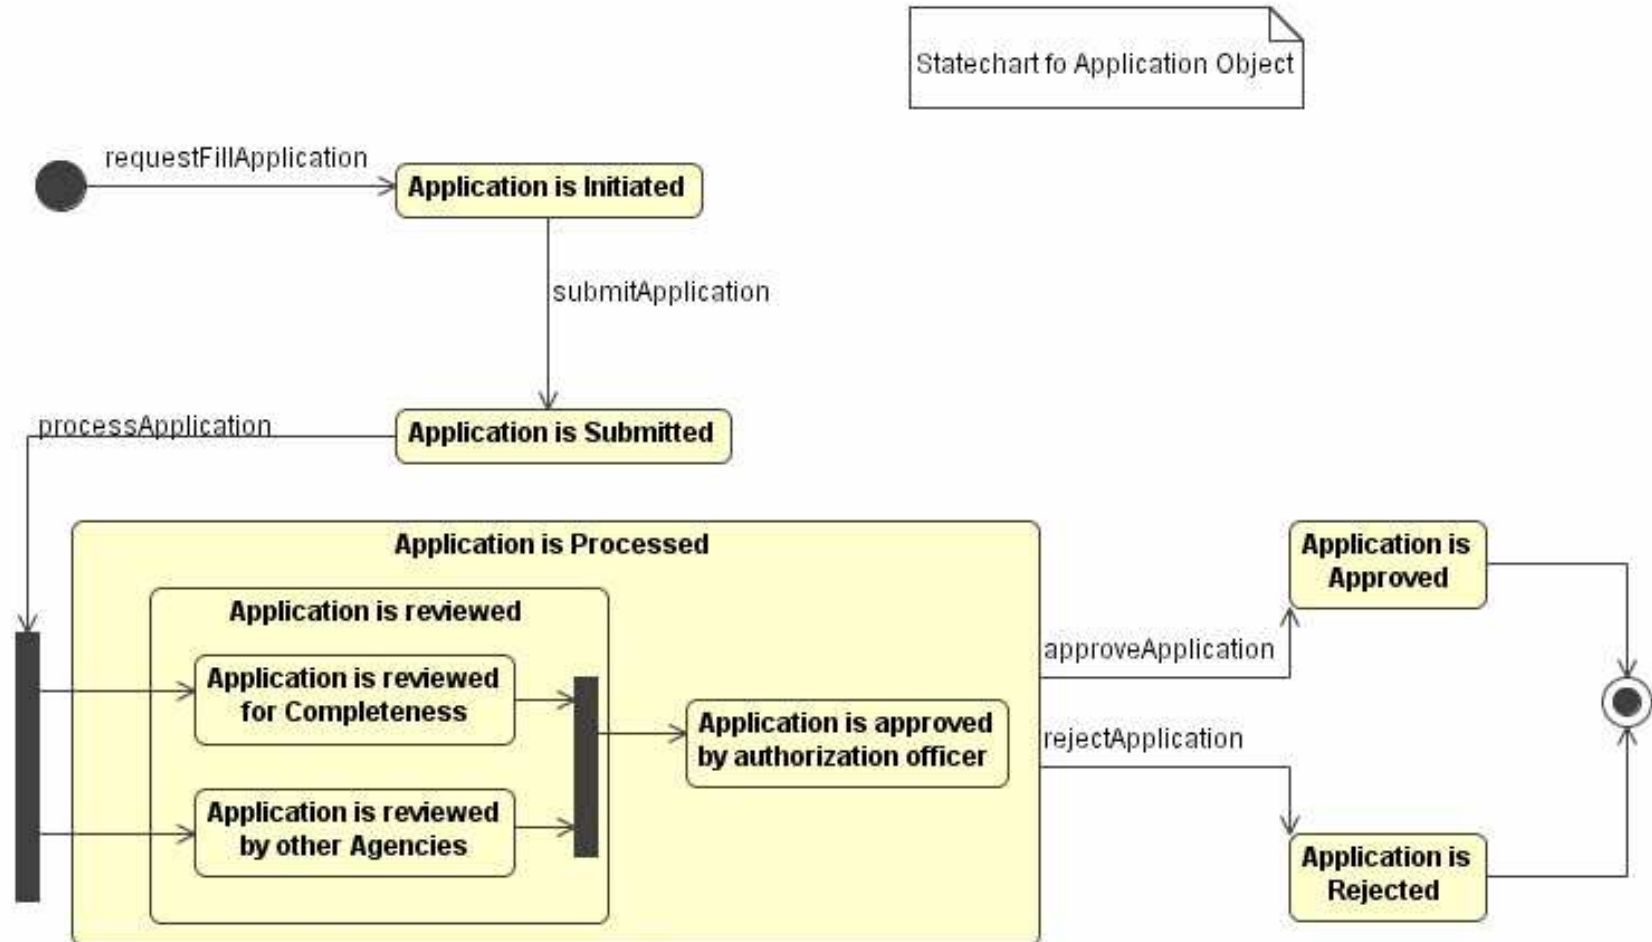 Statechart fo Application Object
requestFillApplication
Application is Initiated
submitApplication
processApplication
Application is Submitted
Application is Processed
Application is reviewed
Application is reviewed
for Completeness
Application is reviewed
by other Agencies
Application is approved
by authorization officer
approveApplication
rejectApplication
Application is
Approved
Application is
Rejected